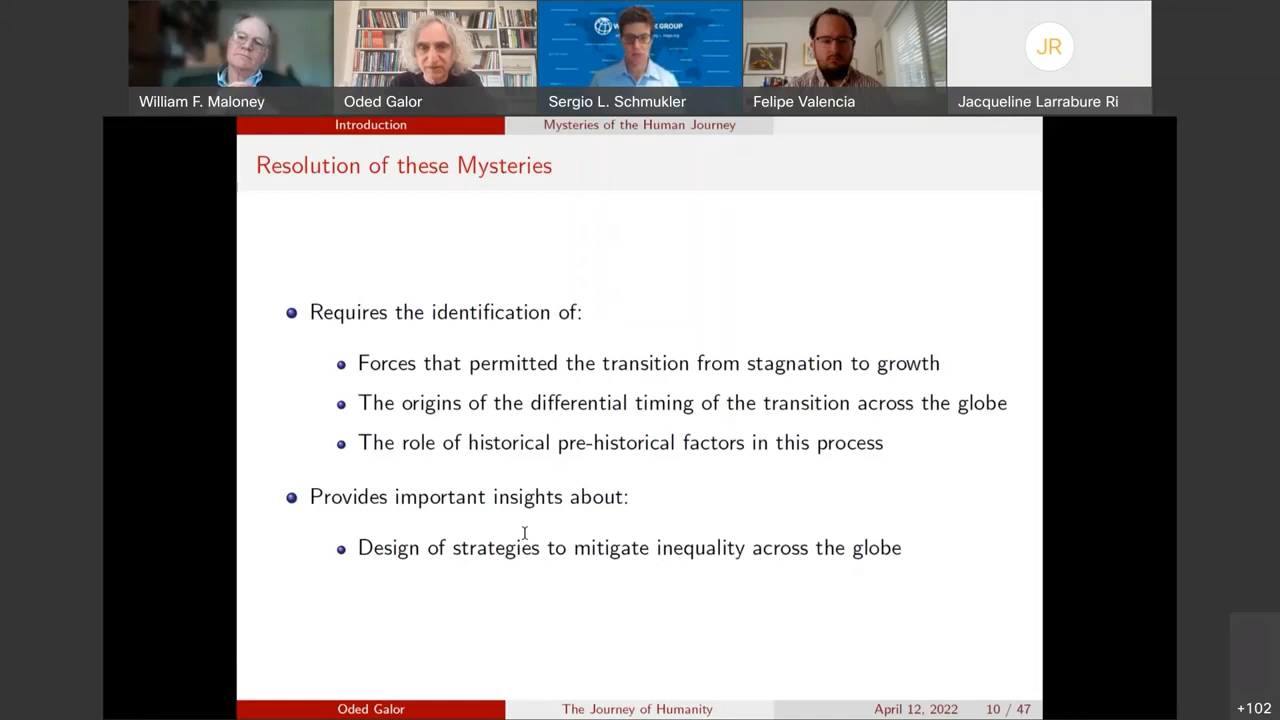 William F. Maloney
Oded Galor
Sergio L. Schmukler
Felipe Valencia
JR
Jacqueline Larrabure Ri
Introduction
Mysteries of the Human Journey
Resolution of these Mysteries
Requires the identification of:
Forces that permitted the transition from stagnation to growth
The origins of the differential timing of the transition across the globe
The role of historical pre-historical factors in this process
Provides important insights about:
Design of strategies to mitigate inequality across the globe
Oded Galor
The Journey of Humanity
April 12, 2022
10 / 47
+102